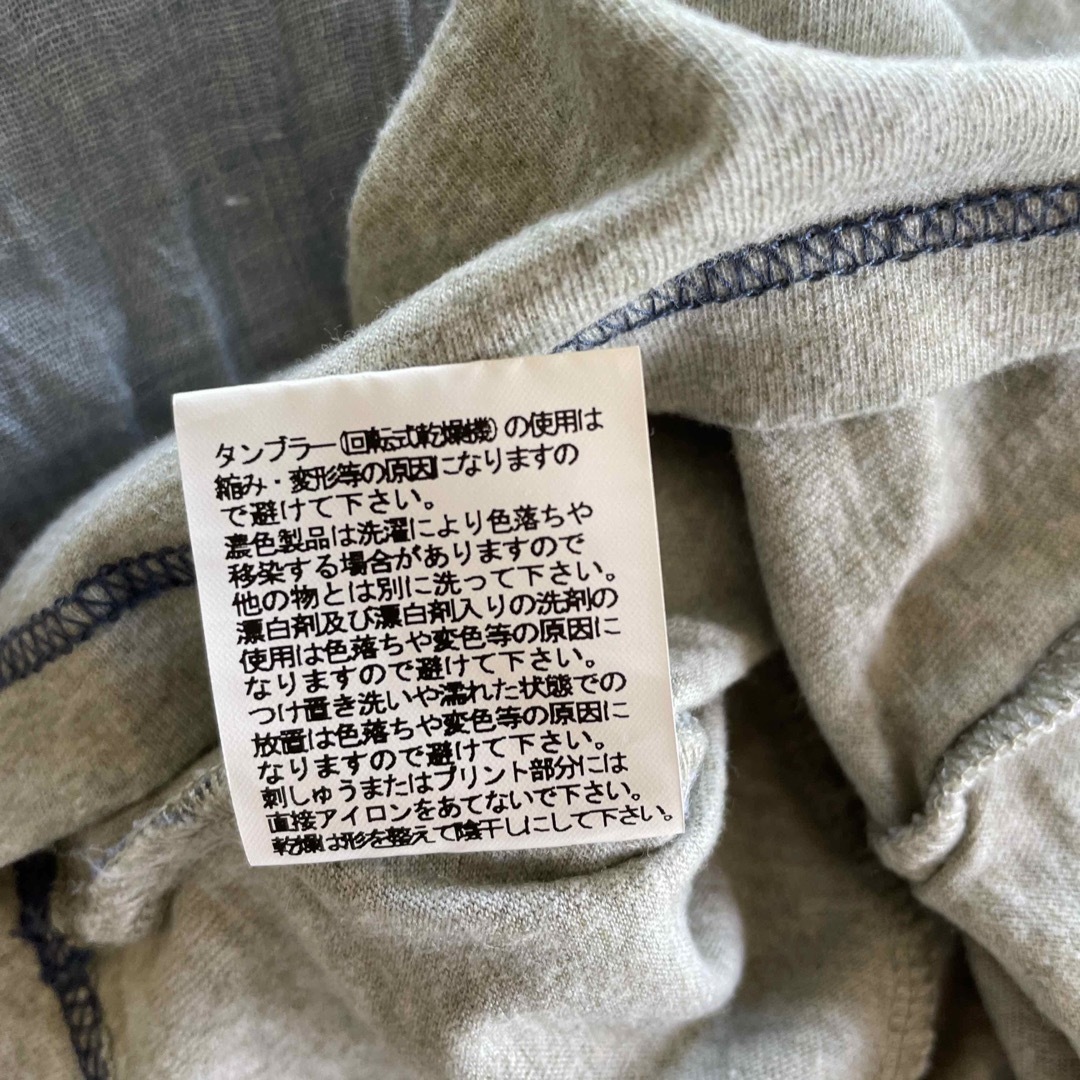 タンブラー(回転式乾燥機)の使用は
縮み・変形等の原因になりますの
で避けて下さい。
濃色製品は洗濯により色落ちや
移染する場合がありますので
他の物とは別に洗って下さい。
漂白剤及び漂白剤入りの洗剤の
使用は色落ちや変色等の原因に
なりますので避けて下さい。
つけ置き洗いや濡れた状態での
放置は色落ちや変色等の原因に
なりますので避けて下さい。
刺しゅうまたはプリント部分には
直接アイロンをあてないで下さい。
乾燥は形を整えて陰干しにして下さい。